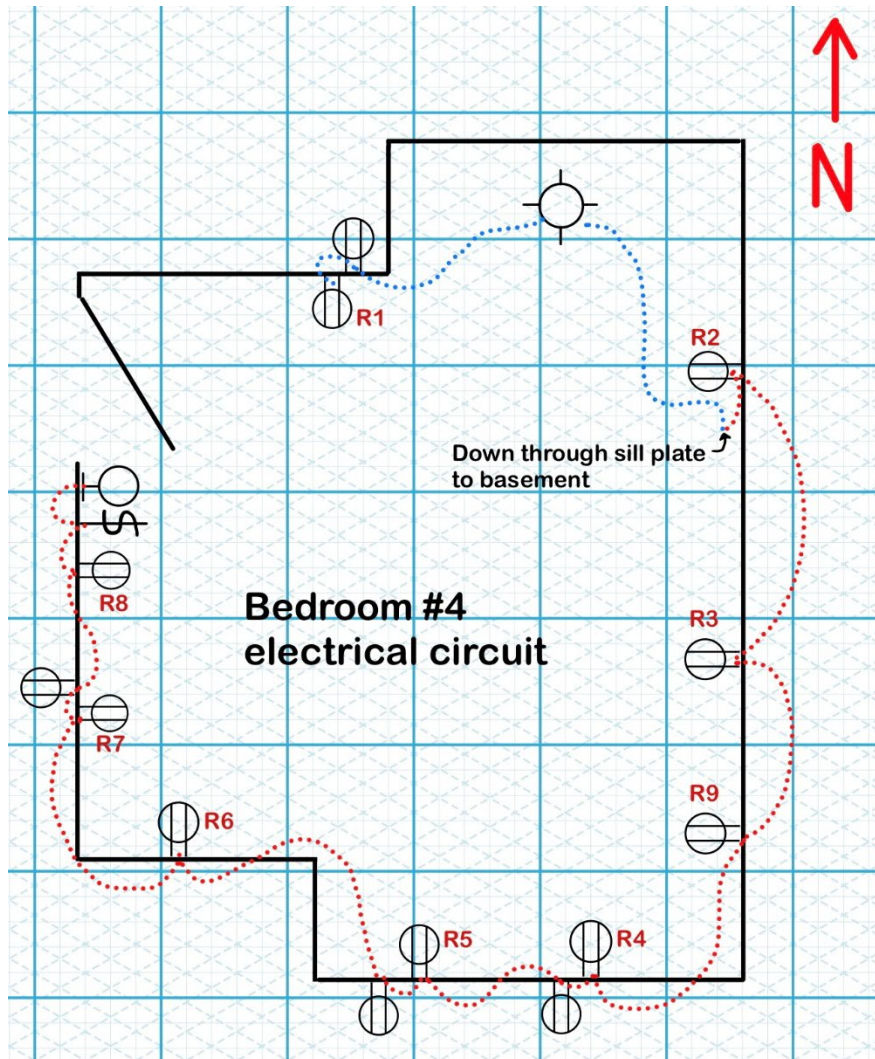 N
R1
R2
Down through sill plate
to basement
$
R8
Bedroom #4
electrical circuit
R3
R7
R9
R6
R5
R4